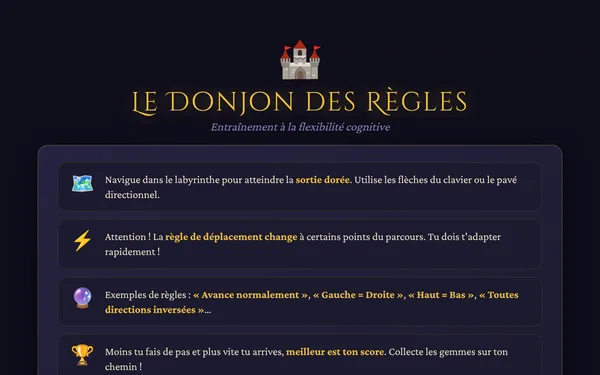 Le Donjon des Règles
Entraînement à la flexibilité cognitive
Navigue dans le labyrinthe pour atteindre la sortie dorée. Utilise les flèches du clavier ou le pavé
directionnel.
Attention ! La règle de déplacement change à certains points du parcours. Tu dois t'adapter
rapidement !
Exemples de règles : « Avance normalement », « Gauche = Droite », « Haut = Bas », « Toutes
directions inversées »...
Moins tu fais de pas et plus vite tu arrives, meilleur est ton score. Collecte les gemmes sur ton
chemin !